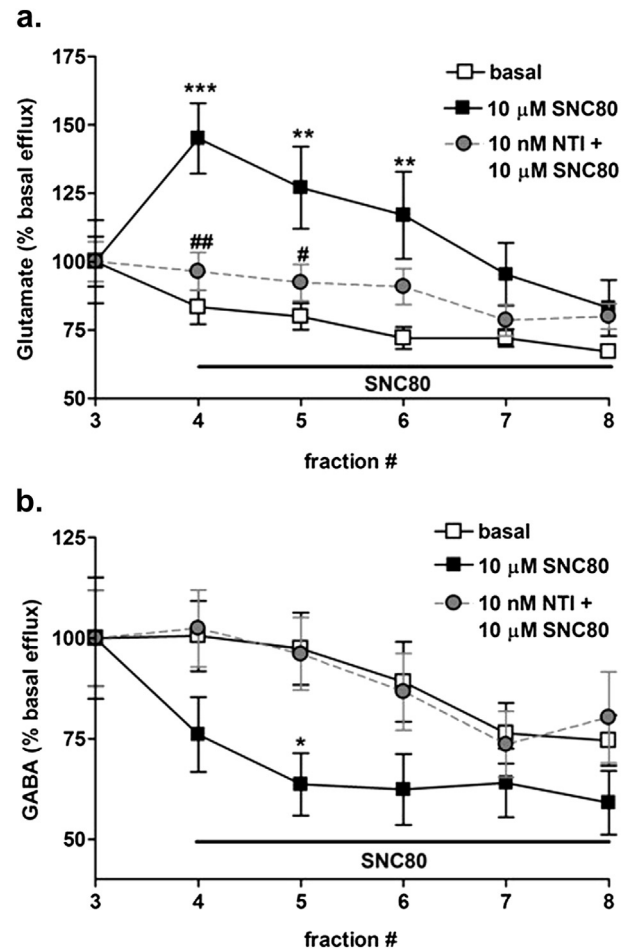 a.
Glutamate (% basal efflux)
175
150
125
100
75
50
***
**
**
##
#
basal
10 µM SNC80
10 nM NTI +
10 µM SNC80
SNC80
3 4 5 6 7 8
fraction #
b.
GABA (% basal efflux)
125
100
75
50
*
basal
10 µM SNC80
10 nM NTI +
10 µM SNC80
SNC80
3 4 5 6 7 8
fraction #